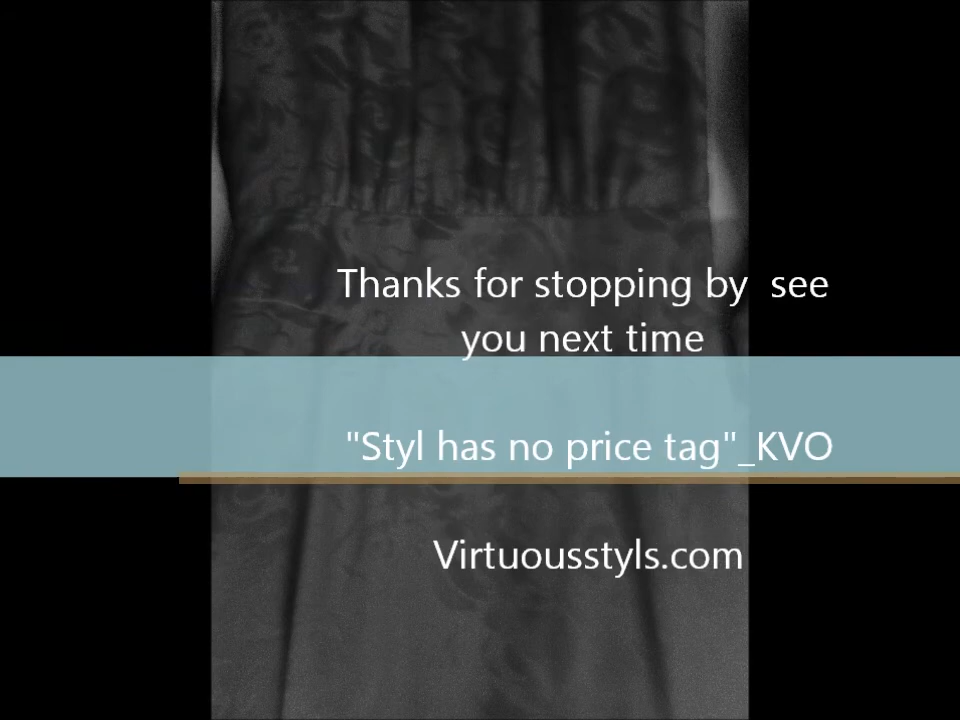 Thanks for stopping by  see
you next time
"Styl has no price tag"_KVO
Virtuousstyls.com